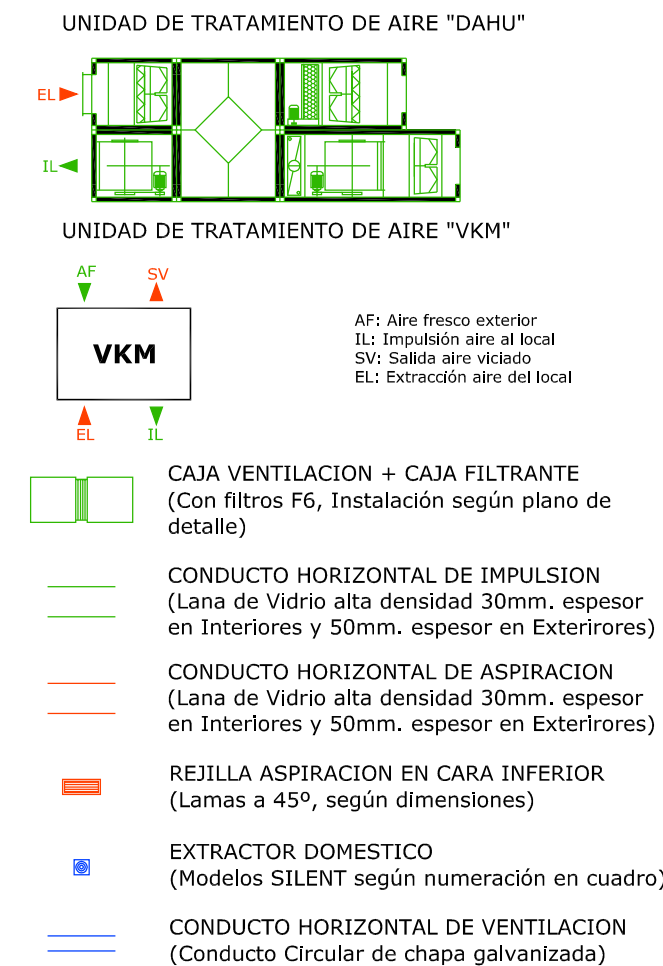 UNIDAD DE TRATAMIENTO DE AIRE "DAHU"
EL
IL
UNIDAD DE TRATAMIENTO DE AIRE "VKM"
AF
SV
VKM
EL
IL
AF: Aire fresco exterior
IL: Impulsión aire al local
SV: Salida aire viciado
EL: Extracción aire del local
CAJA VENTILACION + CAJA FILTRANTE
(Con filtros F6, Instalación según plano de
detalle)
CONDUCTO HORIZONTAL DE IMPULSION
(Lana de Vidrio alta densidad 30mm. espesor
en Interiores y 50mm. espesor en Exterirores)
CONDUCTO HORIZONTAL DE ASPIRACION
(Lana de Vidrio alta densidad 30mm. espesor
en Interiores y 50mm. espesor en Exterirores)
REJILLA ASPIRACION EN CARA INFERIOR
(Lamas a 45º, según dimensiones)
EXTRACTOR DOMESTICO
(Modelos SILENT según numeración en cuadro)
CONDUCTO HORIZONTAL DE VENTILACION
(Conducto Circular de chapa galvanizada)